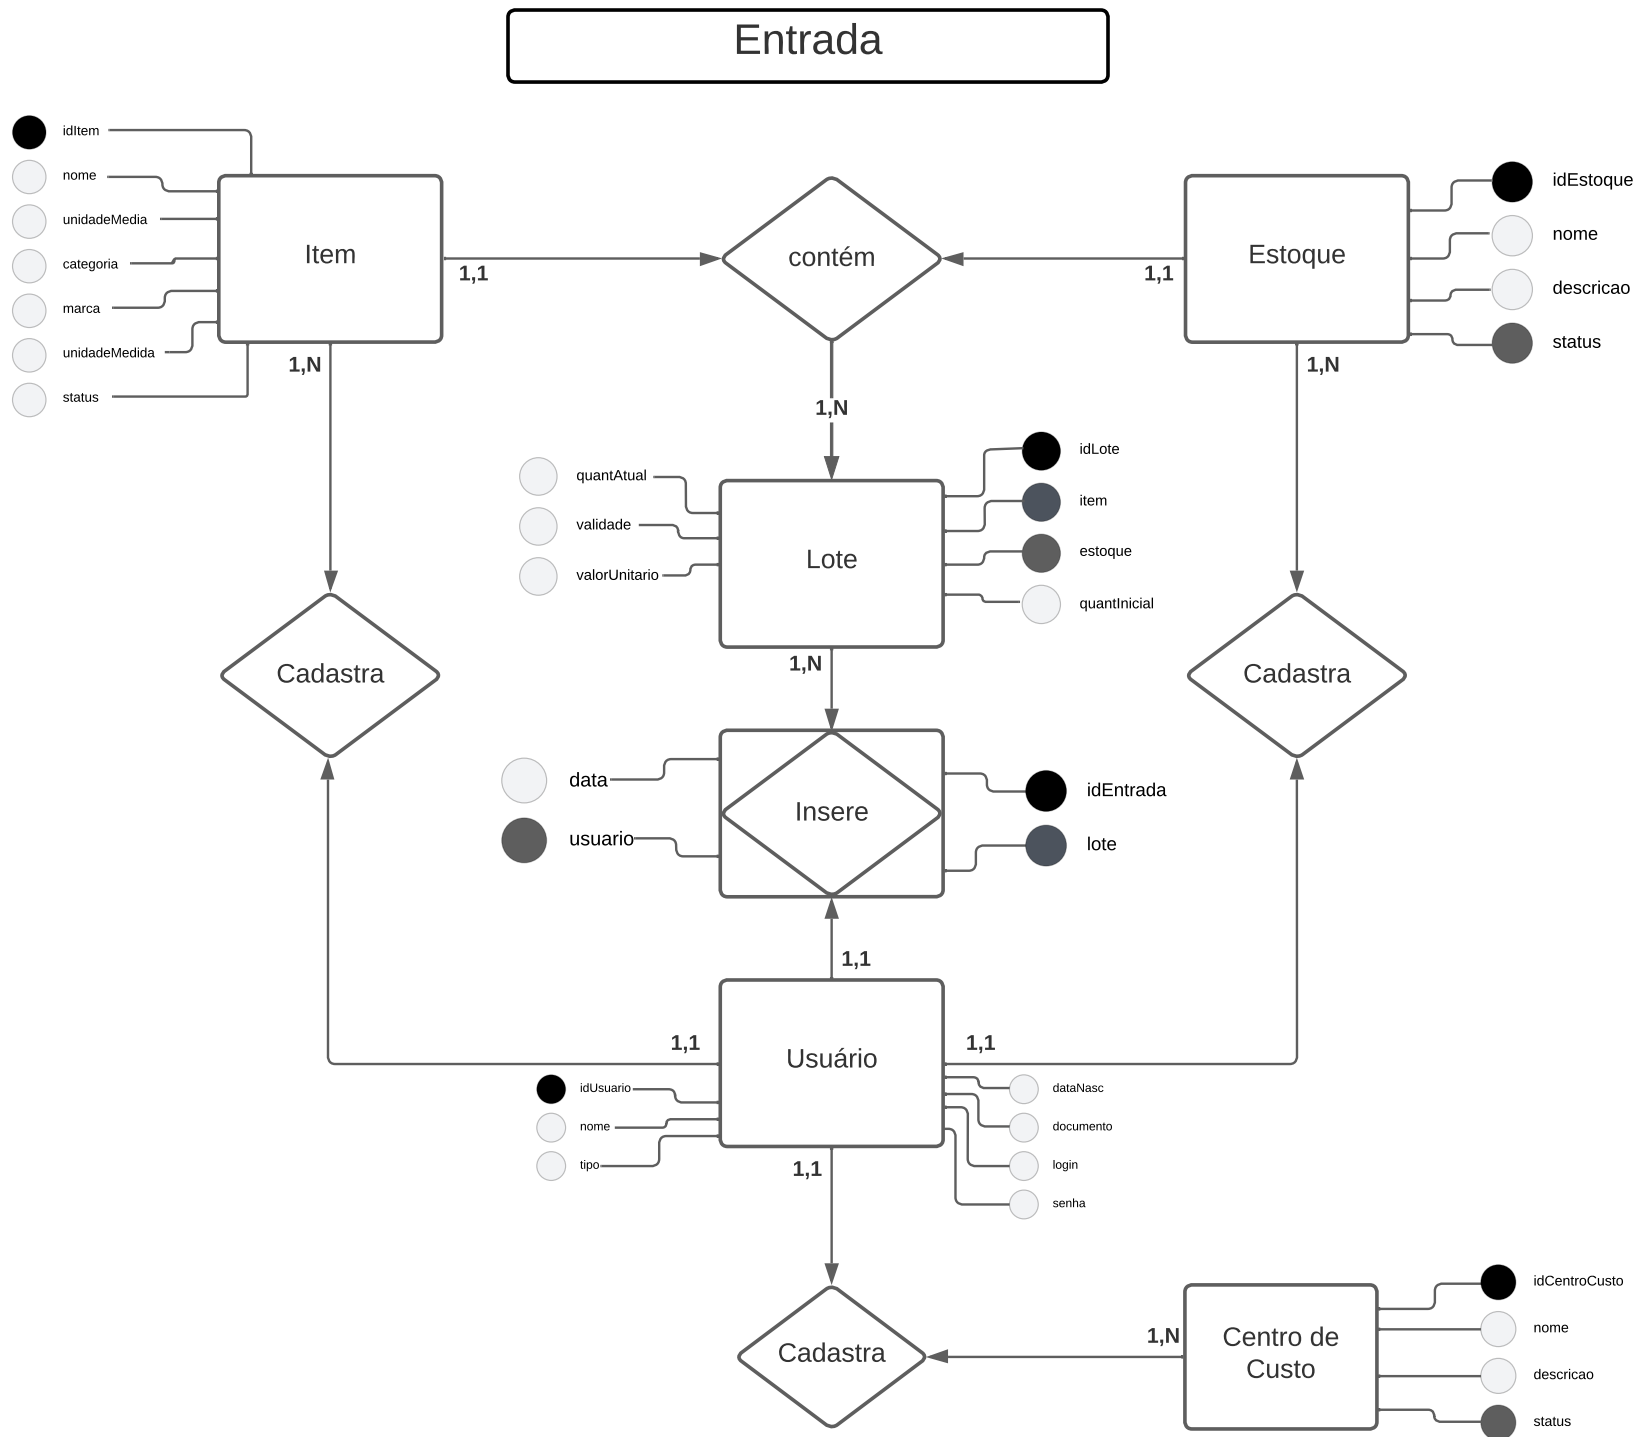 Entrada
idItem
nome
unidadeMedia
categoria
marca
unidadeMedida
status
Item
1,1
1,N
contém
1,N
Estoque
1,1
1,N
idEstoque
nome
descricao
status
quantAtual
validade
valorUnitario
Lote
idLote
item
estoque
quantInicial
1,N
Cadastra
Cadastra
data
usuario
Insere
idEntrada
lote
1,1
1,1
Usuário
1,1
idUsuario
nome
tipo
dataNasc
documento
login
senha
1,1
Cadastra
1,N
Centro de
Custo
idCentroCusto
nome
descricao
status